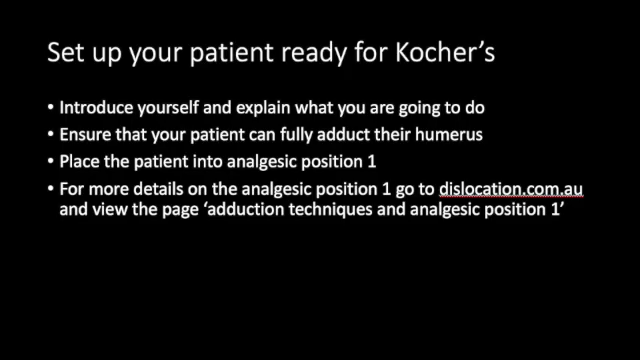 Set up your patient ready for Kocher's
• Introduce yourself and explain what you are going to do
• Ensure that your patient can fully adduct their humerus
• Place the patient into analgesic position 1
• For more details on the analgesic position 1 go to dislocation.com.au
and view the page ‘adduction techniques and analgesic position 1’